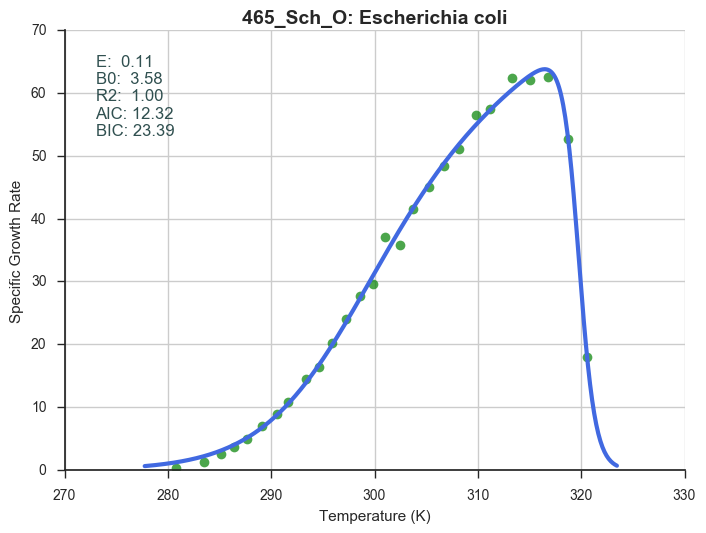 465_Sch_O: Escherichia coli
E:  0.11
B0:  3.58
R2:  1.00
AIC: 12.32
BIC: 23.39
70
60
50
40
30
20
10
0
Specific Growth Rate
270 280 290 300 310 320 330
Temperature (K)